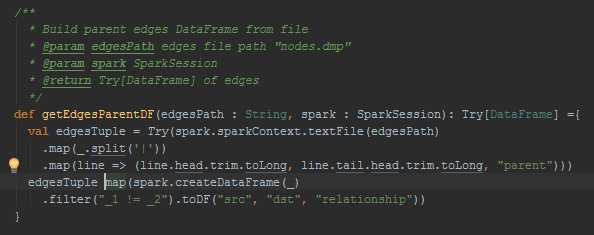 /**
* Build parent edges DataFrame from file
* @param edgesPath edges file path "nodes.dmp"
* @param spark SparkSession
* @return Try[DataFrame] of edges
*/
def getEdgesParentDF(edgesPath : String, spark : SparkSession): Try[DataFrame] ={
val edgesTuple = Try(spark.sparkContext.textFile(edgesPath)
.map(_.split('|'))
.map(line => (line.head.trim.toLong, line.tail.head.trim.toLong, "parent")))
edgesTuple map(spark.createDataFrame(_)
.filter("_1 != _2").toDF("src", "dst", "relationship"))
}